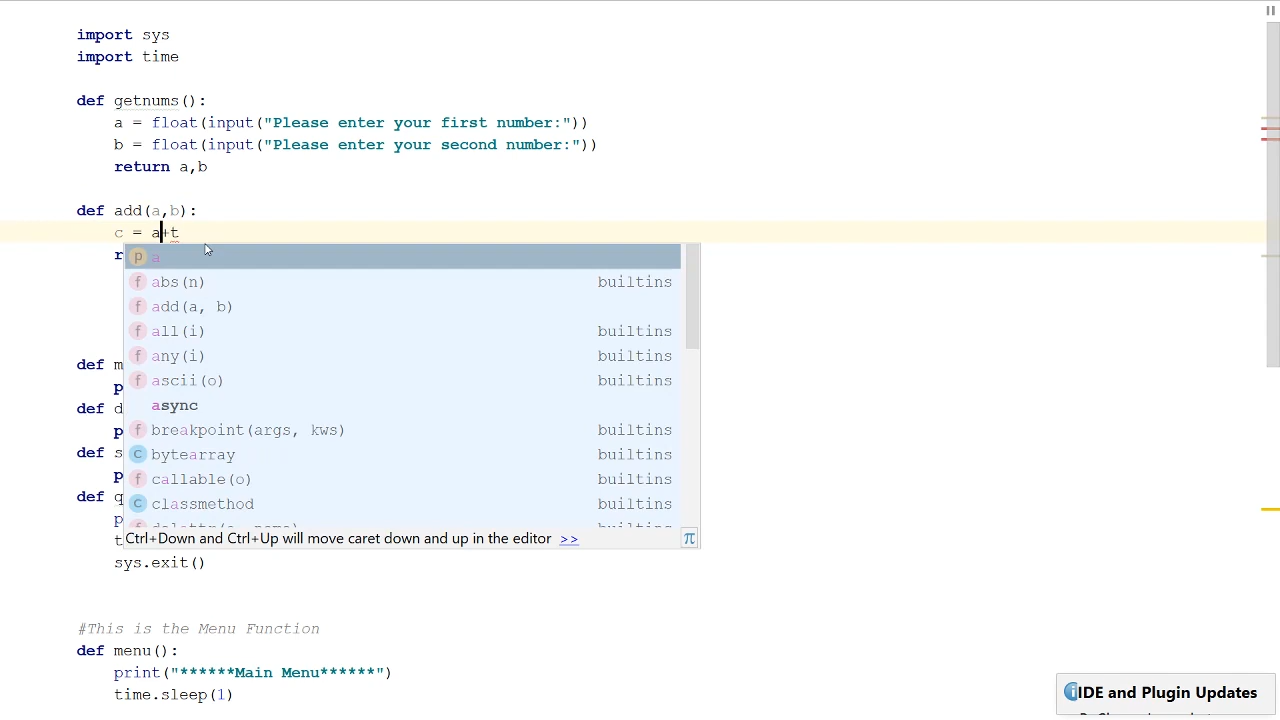 import sys
import time
def getnums():
a = float(input("Please enter your first number:"))
b = float(input("Please enter your second number:"))
return a,b
def add(a,b):
c = a+t
r
p a
f abs(n) builtins
f add(a, b)
f all(i) builtins
f any(i) builtins
f ascii(o) builtins
async
f breakpoint(args, kws) builtins
C bytearray builtins
f callable(o) builtins
C classmethod builtins
Ctrl+Down and Ctrl+Up will move caret down and up in the editor >> π
def m
p
def d
p
def s
p
def q
p
t
sys.exit()
#This is the Menu Function
def menu():
print("******Main Menu******")
time.sleep(1)
IDE and Plugin Updates